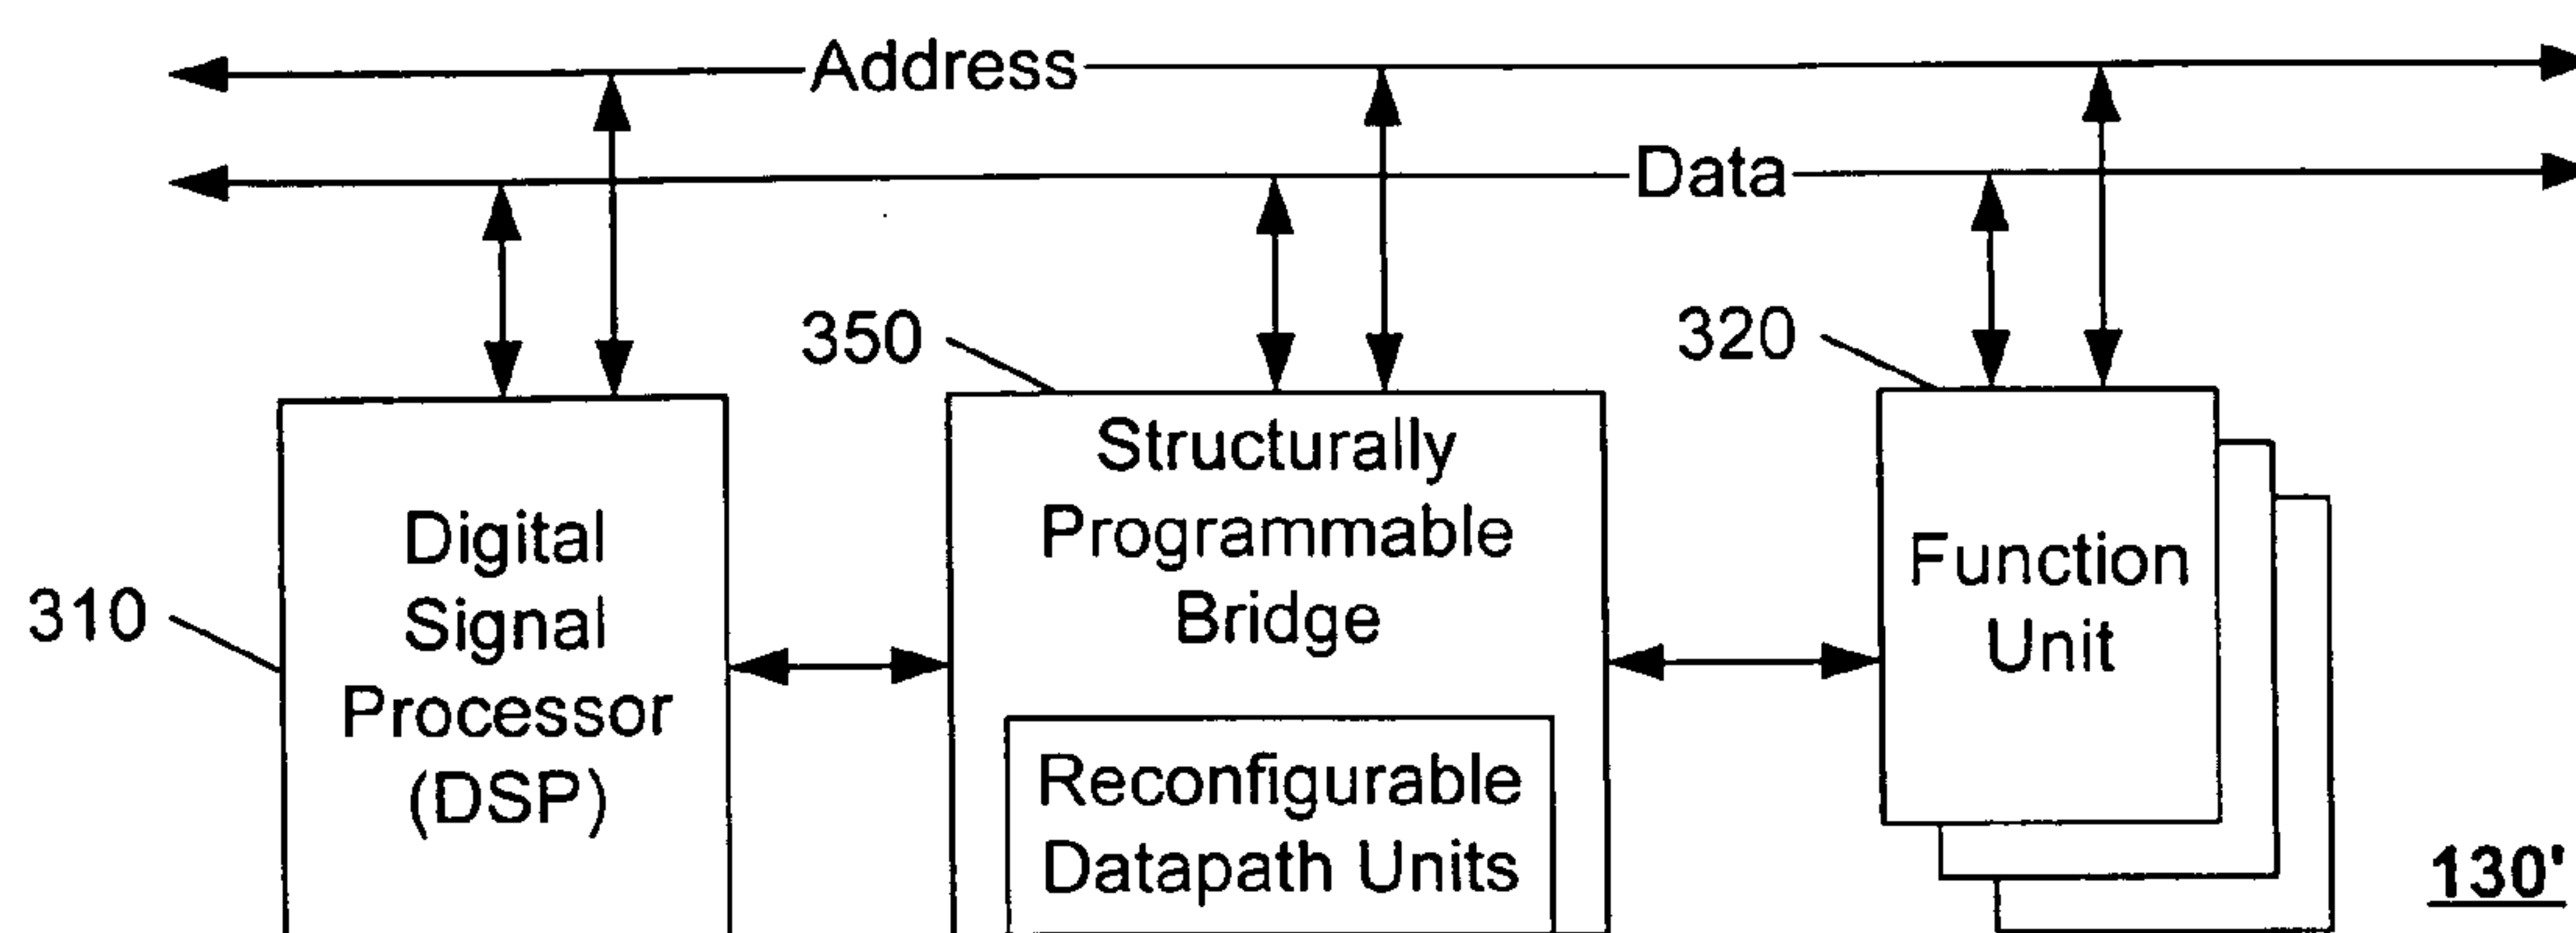 Address
Data
350
320
310
Digital
Signal
Processor
(DSP)
Structurally
Programmable
Bridge
Reconfigurable
Datapath Units
Function
Unit
130'